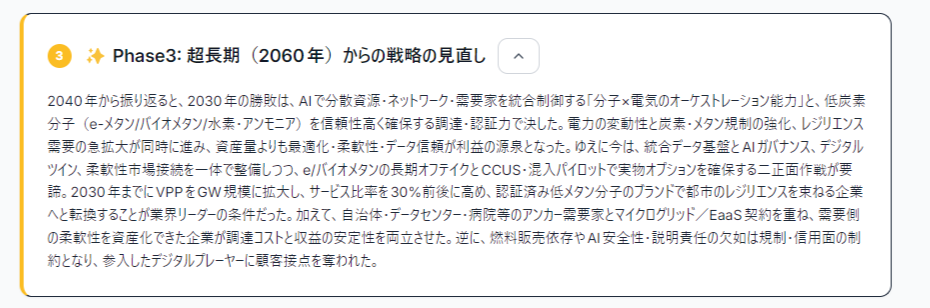 3 ✨ Phase3: 超長期（2060年）からの戦略の見直し
2040年から振り返ると、2030年の勝敗は、AIで分散資源・ネットワーク・需要家を統合制御する「分子×電気のオーケストレーション能力」と、低炭素
分子（e-メタン/バイオメタン/水素・アンモニア）を信頼性高く確保する調達・認証力で決した。電力の変動性と炭素・メタン規制の強化、レジリエンス
需要の急拡大が同時に進み、資産量よりも最適化・柔軟性・データ信頼が利益の源泉となった。ゆえに今は、統合データ基盤とAIガバナンス、デジタル
ツイン、柔軟性市場接続を一体で整備しつつ、e/バイオメタンの長期オフテイクとCCUS・混入パイロットで実物オプションを確保する二正面作戦が要
諦。2030年までにVPPをGW規模に拡大し、サービス比率を30%前後に高め、認証済み低メタン分子のブランドで都市のレジリエンスを束ねる企業
へと転換することが業界リーダーの条件だった。加えて、自治体・データセンター・病院等のアンカー需要家とマイクログリッド／EaaS契約を重ね、需要側
の柔軟性を資産化できた企業が調達コストと収益の安定性を両立させた。逆に、燃料販売依存やAI安全性・説明責任の欠如は規制・信用面の制
約となり、参入したデジタルプレーヤーに顧客接点を奪われた。